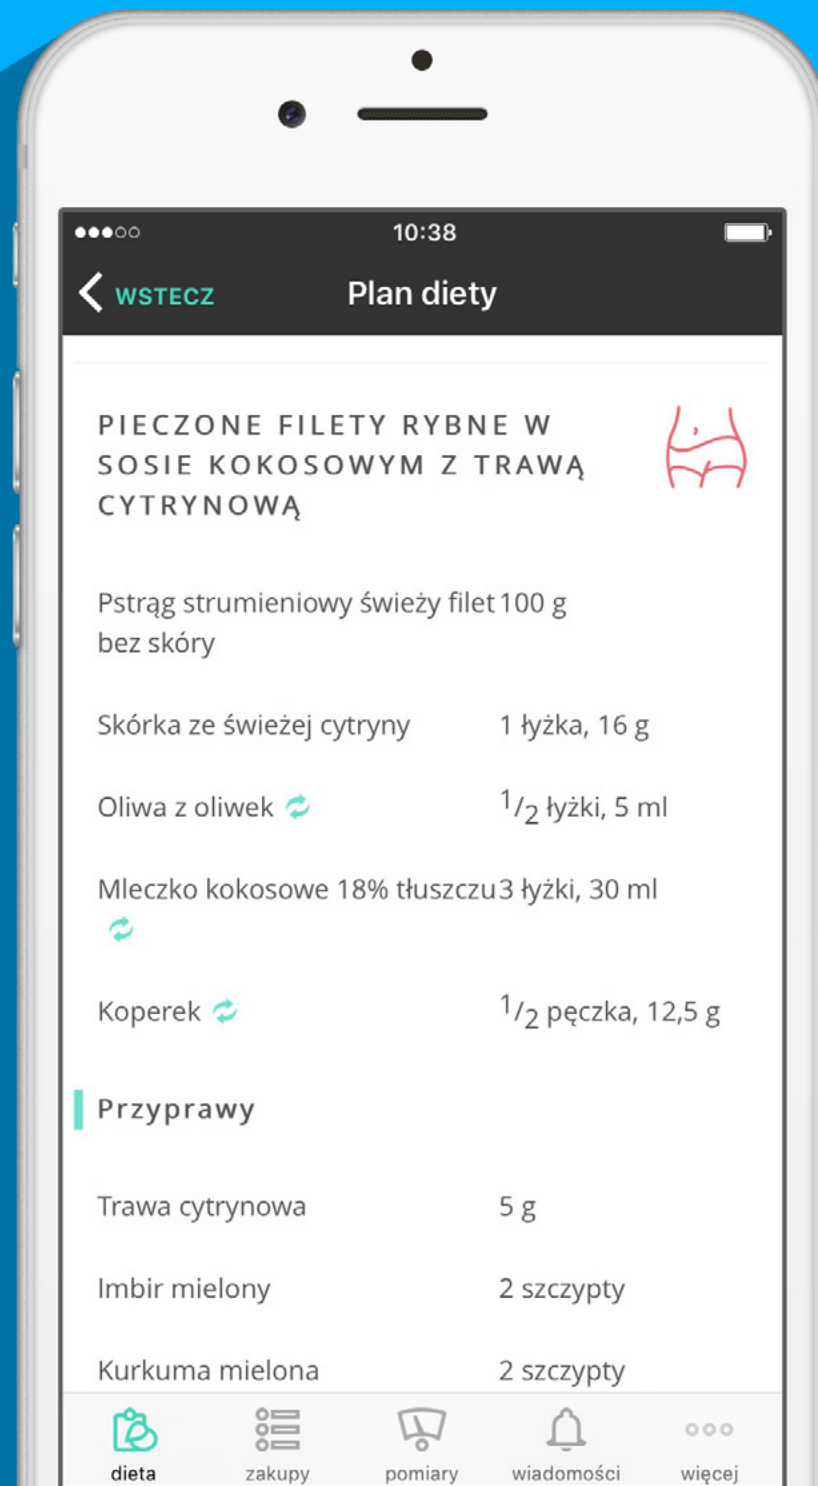 10:38
WSTECZ
Plan diety
PIECZONE FILETY RYBNE W
SOSIE KOKOSOWYM Z TRAWĄ
CYTRYNOWĄ
Pstrąg strumieniowy świeży filet 100 g
bez skóry
Skórka ze świeżej cytryny 1 łyżka, 16 g
Oliwa z oliwek 1/2 łyżki, 5 ml
Mleczko kokosowe 18% tłuszczu 3 łyżki, 30 ml
Koperek 1/2 pęczka, 12,5 g
Przyprawy
Trawa cytrynowa 5 g
Imbir mielony 2 szczypty
Kurkuma mielona 2 szczypty
dieta zakupy pomiary wiadomości więcej